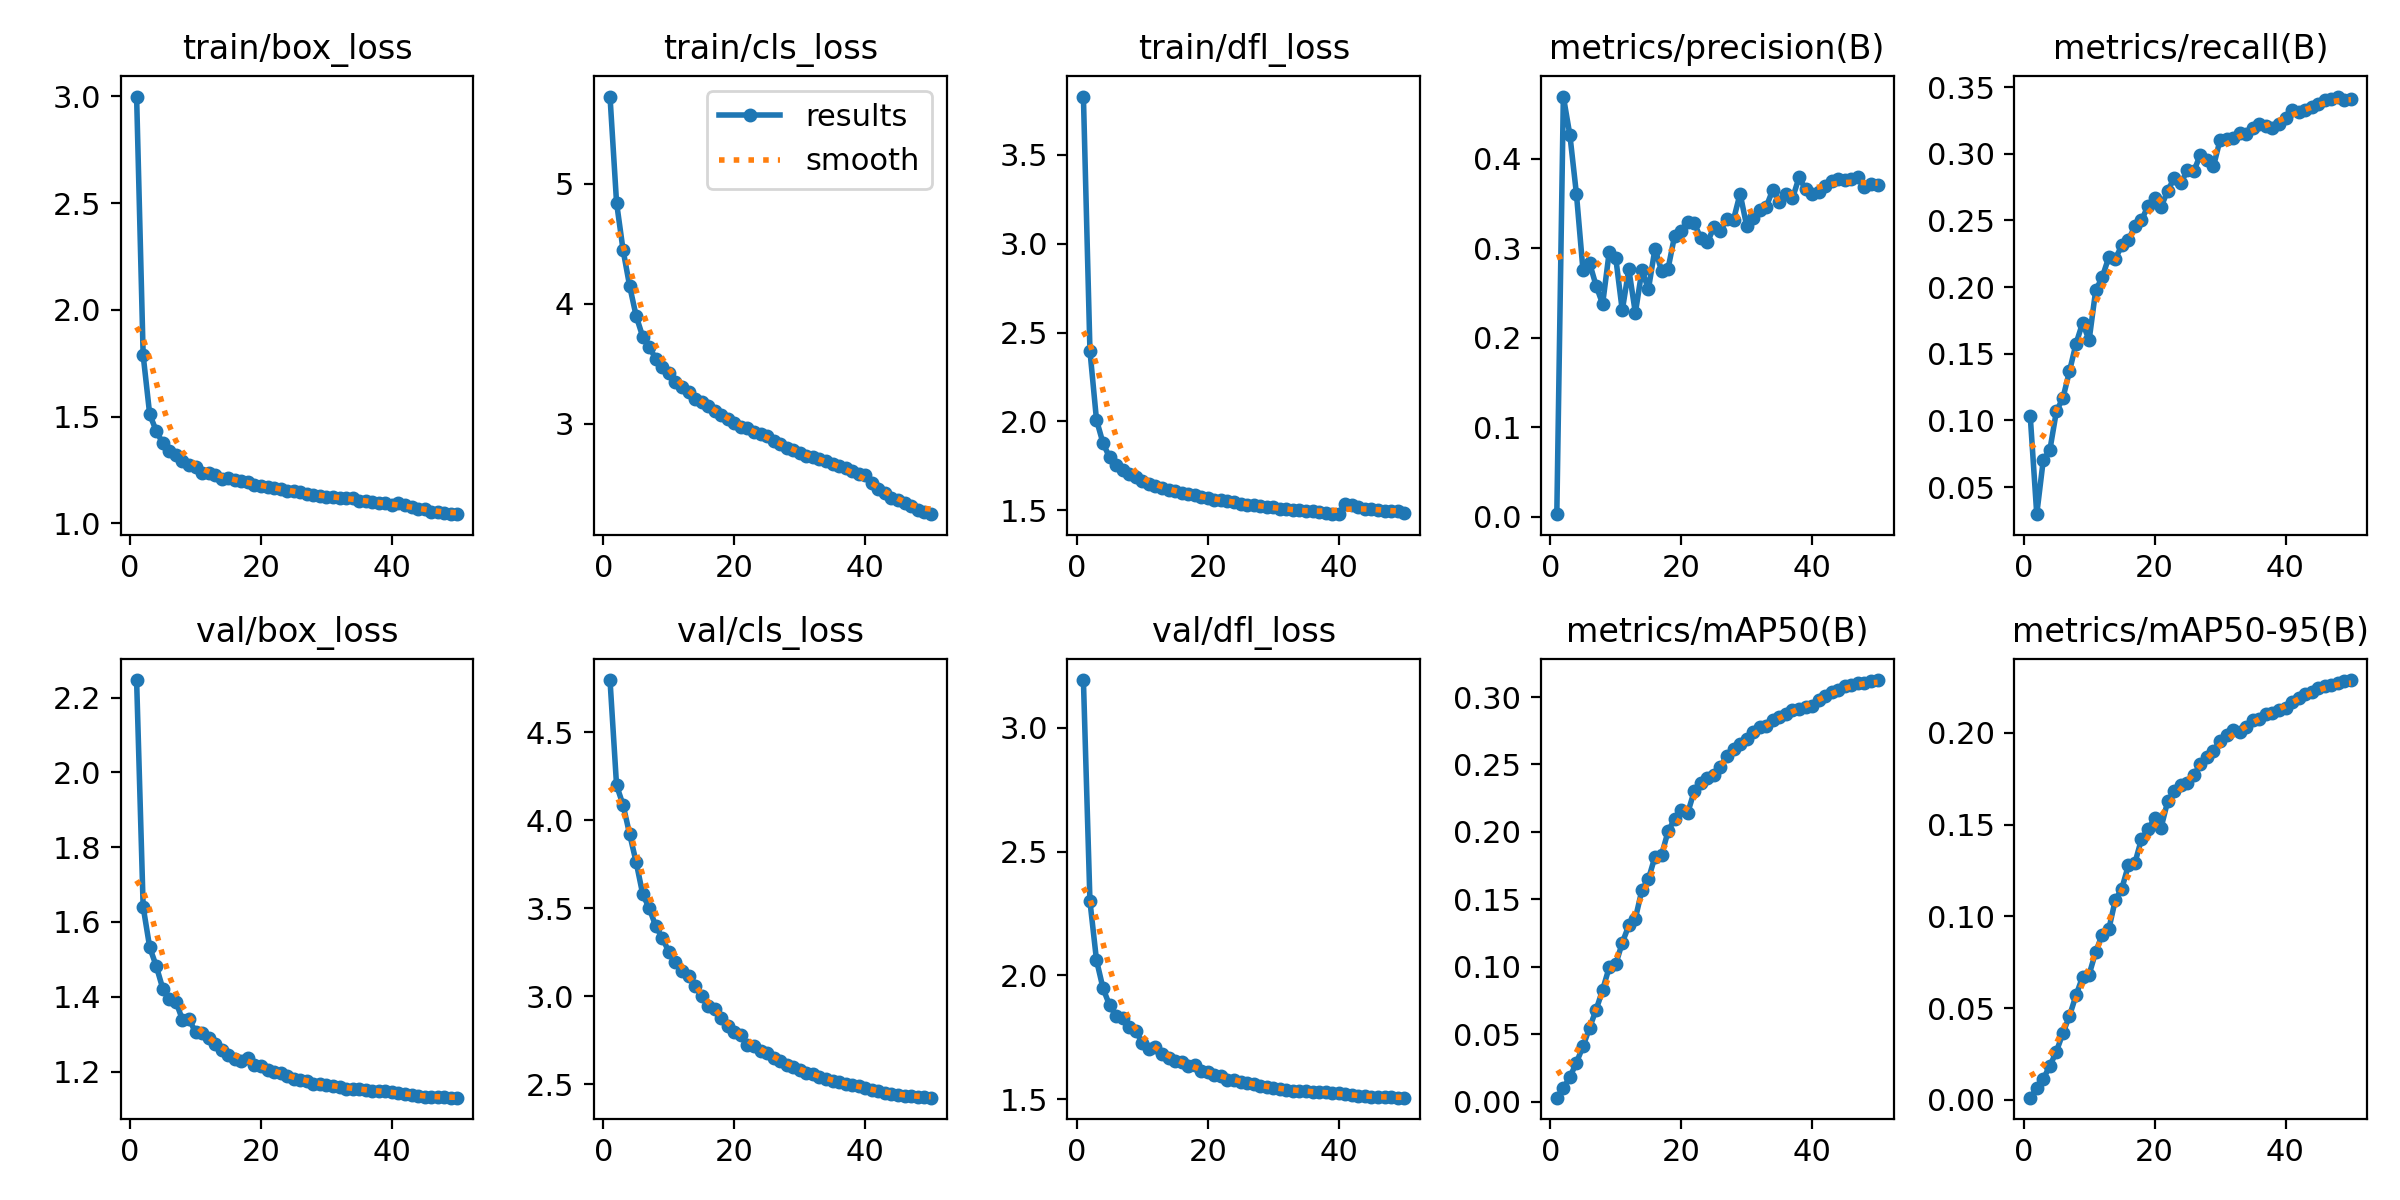 train/box_loss
3.0
2.5
2.0
1.5
1.0
0 20 40
train/cls_loss
results
smooth
5
4
3
0 20 40
train/dfl_loss
3.5
3.0
2.5
2.0
1.5
0 20 40
metrics/precision(B)
0.4
0.3
0.2
0.1
0.0
0 20 40
metrics/recall(B)
0.35
0.30
0.25
0.20
0.15
0.10
0.05
0 20 40
val/box_loss
2.2
2.0
1.8
1.6
1.4
1.2
0 20 40
val/cls_loss
4.5
4.0
3.5
3.0
2.5
0 20 40
val/dfl_loss
3.0
2.5
2.0
1.5
0 20 40
metrics/mAP50(B)
0.30
0.25
0.20
0.15
0.10
0.05
0.00
0 20 40
metrics/mAP50-95(B)
0.20
0.15
0.10
0.05
0.00
0 20 40